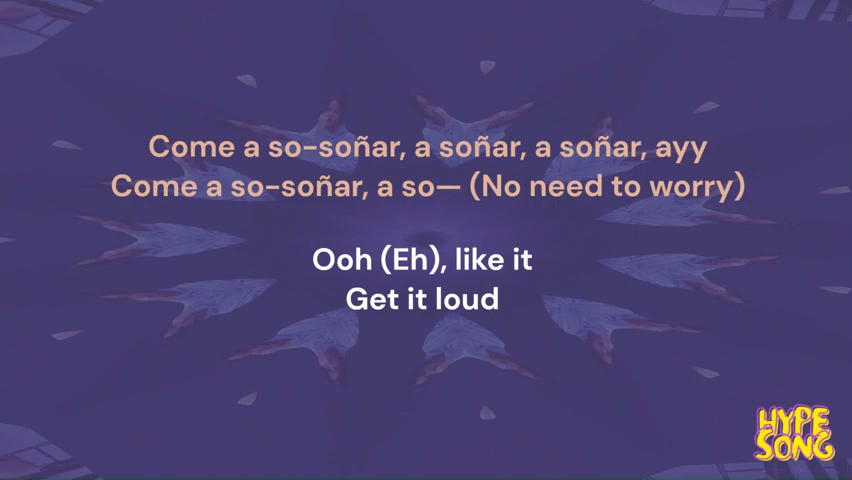 Come a so-soñar, a soñar, a soñar, ayy
Come a so-soñar, a so— (No need to worry)
Ooh (Eh), like it
Get it loud
HYPE
SONG